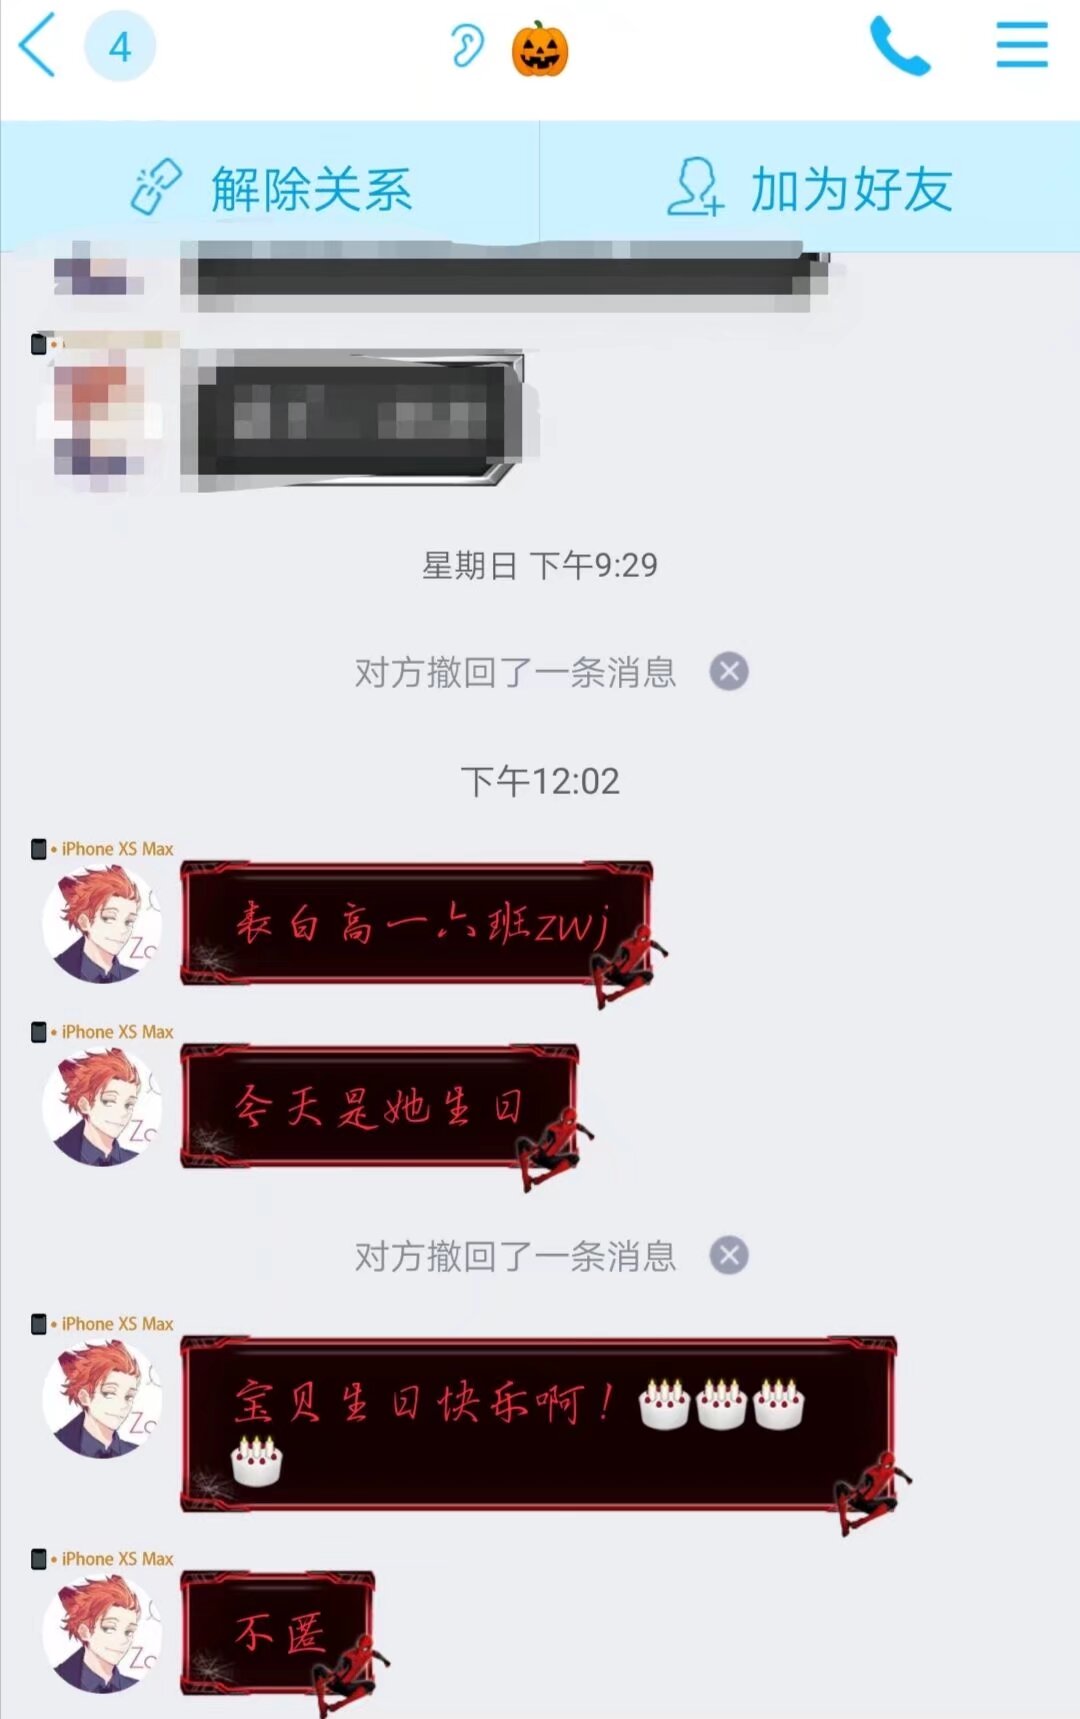 4
🎃
解除关系
加为好友
星期日 下午9:29
对方撤回了一条消息
下午12:02
iPhone XS Max
表白高一六班zwj
iPhone XS Max
今天是她生日
对方撤回了一条消息
iPhone XS Max
宝贝生日快乐啊！🎂🎂🎂
🎂
iPhone XS Max
不匿